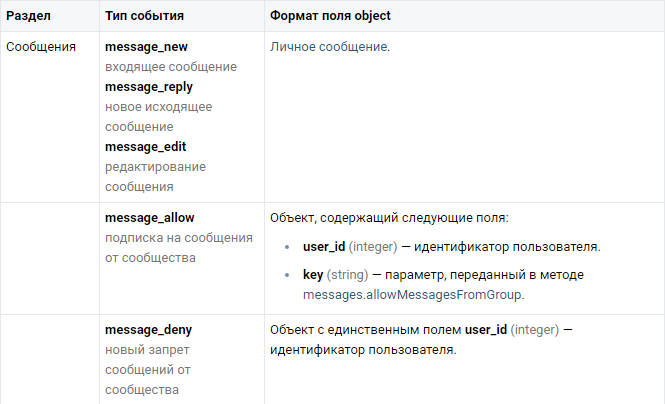 Раздел Тип события Формат поля object
Сообщения message_new Личное сообщение.
входящее сообщение
message_reply
новое исходящее
сообщение
message_edit
редактирование
сообщения
message_allow Объект, содержащий следующие поля:
подписка на сообщения
от сообщества
• user_id (integer) — идентификатор пользователя.
• key (string) — параметр, переданный в методе
messages.allowMessagesFromGroup.
message_deny Объект с единственным полем user_id (integer) —
новый запрет идентификатор пользователя.
сообщений от
сообщества